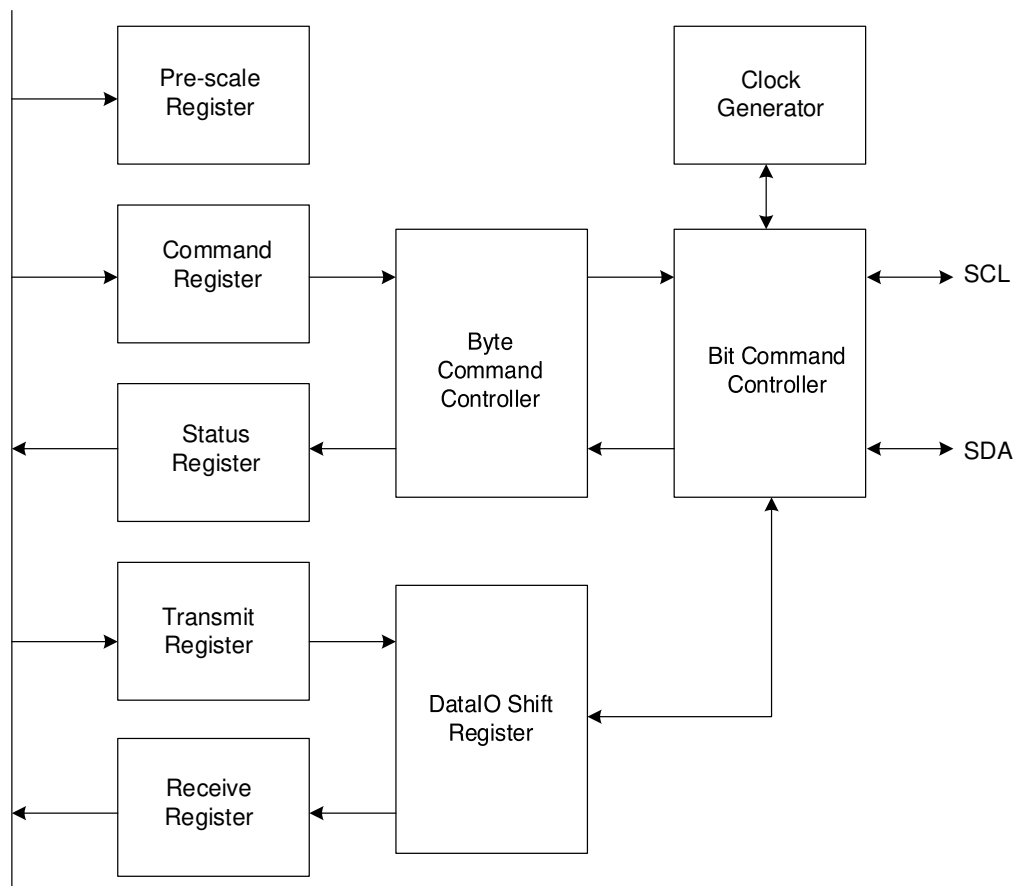 Pre-scale
Register
Clock
Generator
Command
Register
SCL
Byte
Command
Controller
Bit Command
Controller
Status
Register
SDA
Transmit
Register
DataIO Shift
Register
Receive
Register